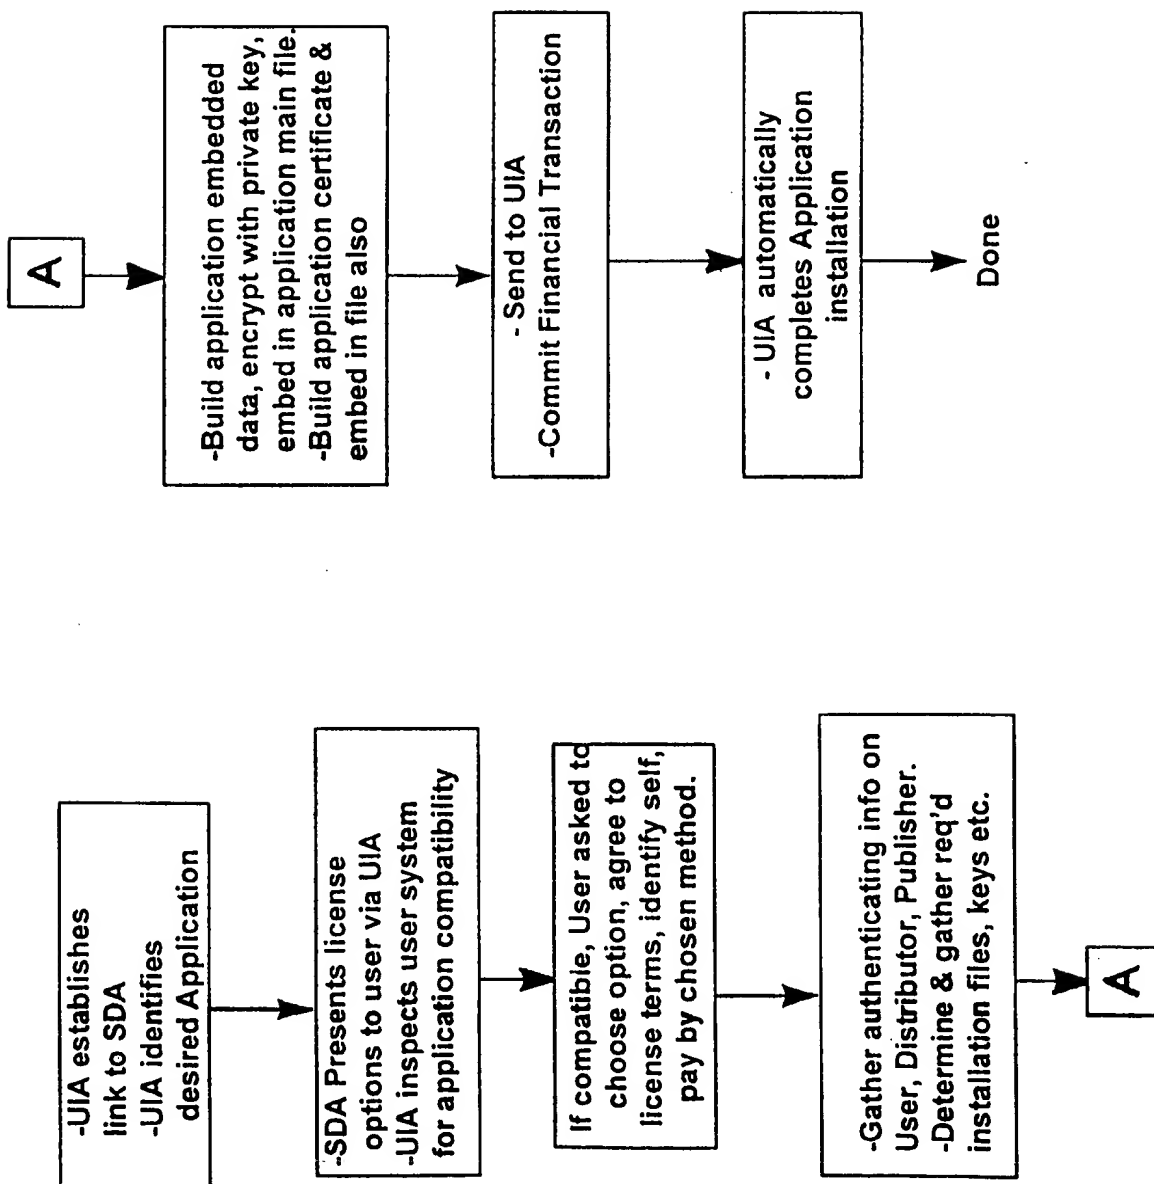 -UIA establishes
link to SDA
-UIA identifies
desired Application
-SDA Presents license
options to user via UIA
-UIA inspects user system
for application compatibility
If compatible, User asked to
choose option, agree to
license terms, identify self,
pay by chosen method.
-Gather authenticating info on
User, Distributor, Publisher.
-Determine & gather req'd
installation files, keys etc.
A
A
-Build application embedded
data, encrypt with private key,
embed in application main file.
-Build application certificate &
embed in file also
- Send to UIA
-Commit Financial Transaction
- UIA automatically
completes Application
installation
Done